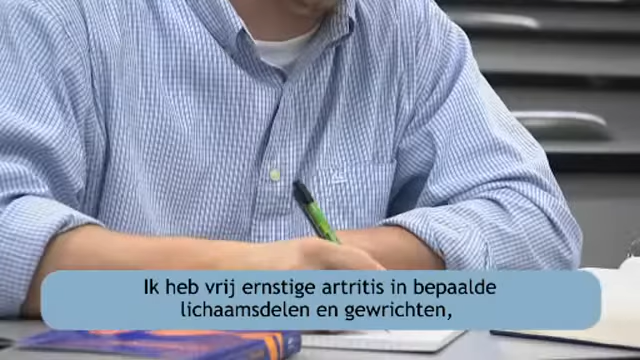 Ik heb vrij ernstige artritis in bepaalde
lichaamsdelen en gewrichten,